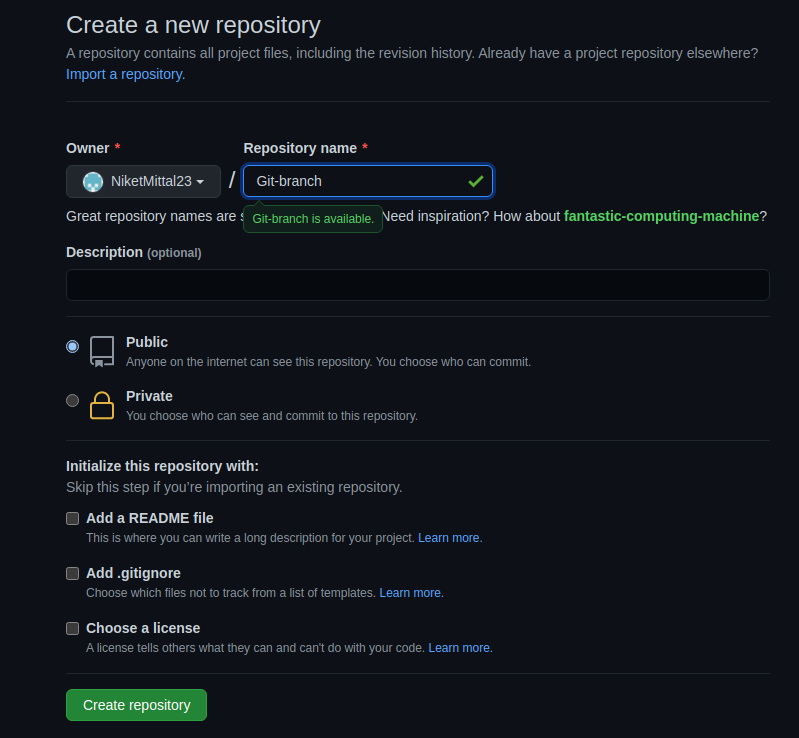 Create a new repository
A repository contains all project files, including the revision history. Already have a project repository elsewhere?
Import a repository.
Owner *
Repository name *
NiketMittal23 / Git-branch
Great repository names are Need inspiration? How about fantastic-computing-machine?
Git-branch is available.
Description (optional)
Public
Anyone on the internet can see this repository. You choose who can commit.
Private
You choose who can see and commit to this repository.
Initialize this repository with:
Skip this step if you're importing an existing repository.
Add a README file
This is where you can write a long description for your project. Learn more.
Add .gitignore
Choose which files not to track from a list of templates. Learn more.
Choose a license
A license tells others what they can and can't do with your code. Learn more.
Create repository